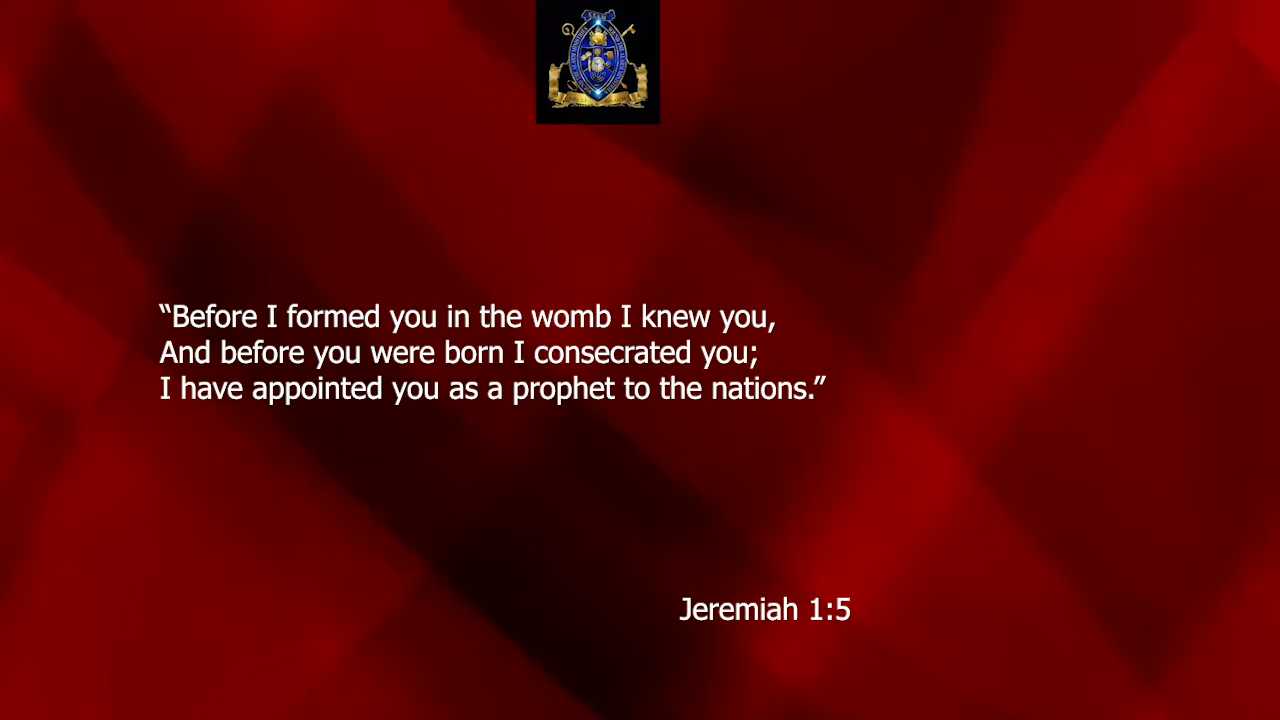 “Before I formed you in the womb I knew you,
And before you were born I consecrated you;
I have appointed you as a prophet to the nations.”
Jeremiah 1:5